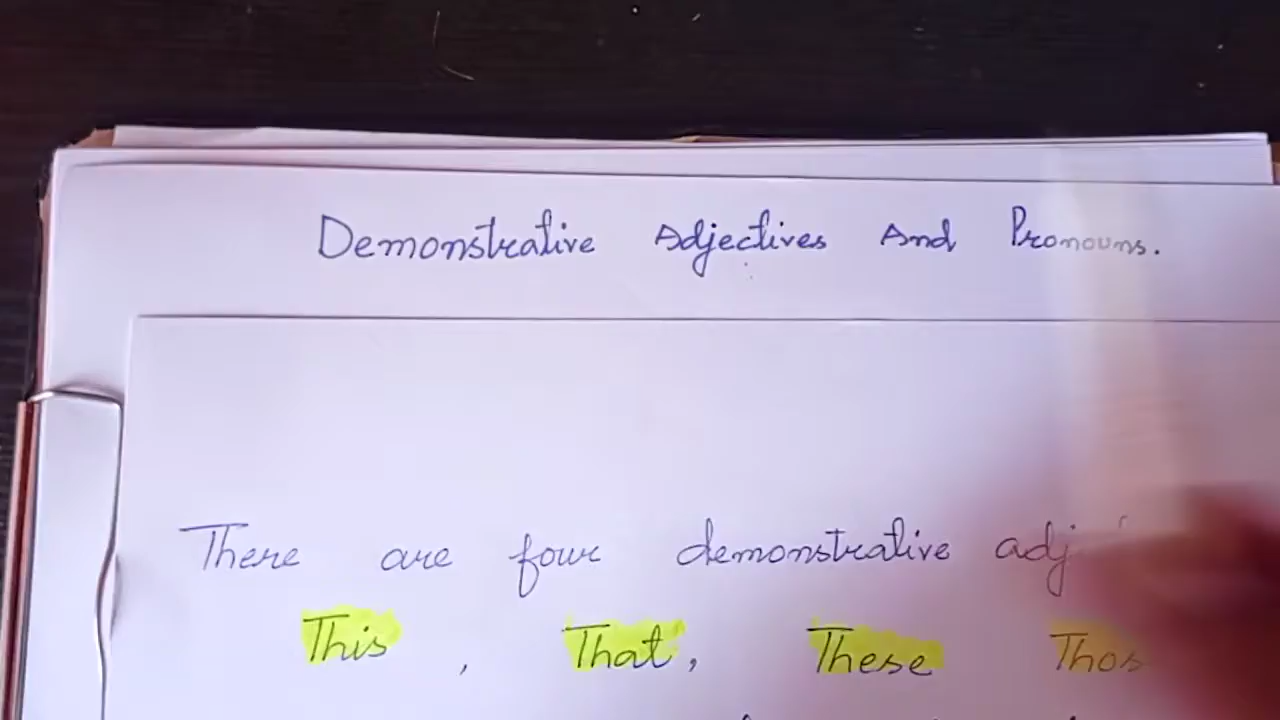 Demonstrative Adjectives And Pronouns.
There are four demonstrative
This , That, These